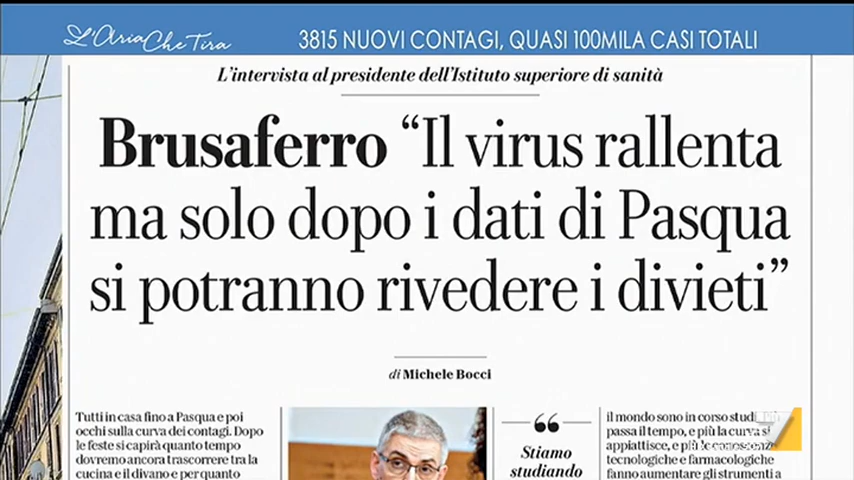 L'Aria Che Tira
3815 NUOVI CONTAGI, QUASI 100MILA CASI TOTALI
L'intervista al presidente dell'Istituto superiore di sanità
Brusaferro “Il virus rallenta
ma solo dopo i dati di Pasqua
si potranno rivedere i divieti”
di Michele Bocci
Tutti in casa fino a Pasqua e poi
occhi sulla curva dei contagi. Dopo
le feste si capirà quanto tempo
dovremo ancora trascorrere tra la
cucina e il divano e per quanto
“
Stiamo
studiando
il mondo sono in corso studi
passa il tempo, e più la curva si
appiattisce, e più le conoscenze
tecnologiche e farmacologiche
fanno aumentare gli strumenti a